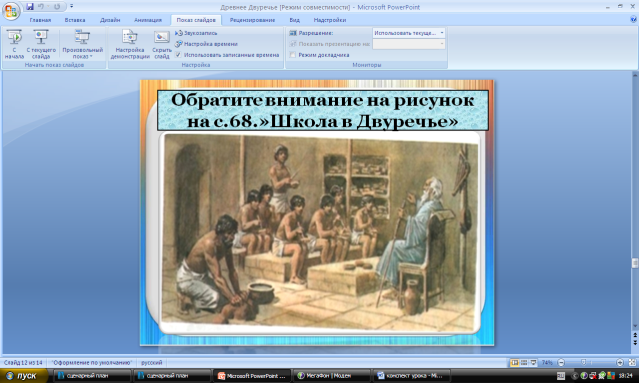 Древнее Двуречье [Режим совместимости] - Microsoft PowerPoint
Главная Вставка Дизайн Анимация Показ слайдов Рецензирование Вид Надстройки
С начала
С текущего слайда
Произвольный показ
Начать показ слайдов
Настройка демонстрации
Скрыть слайд
Звукозапись
Настройка времени
Использовать записанные времена
Настройка
Разрешение: Использовать текуще...
Показать презентацию на:
Режим докладчика
Мониторы
Обратите внимание на рисунок
на с.68.»Школа в Двуречье»
Слайд 12 из 14 "Оформление по умолчанию" русский 74%
пуск сценарный план сценарный план Microsoft PowerPoint ... МегаФон | Модем конспект урока - Mi... 18:24